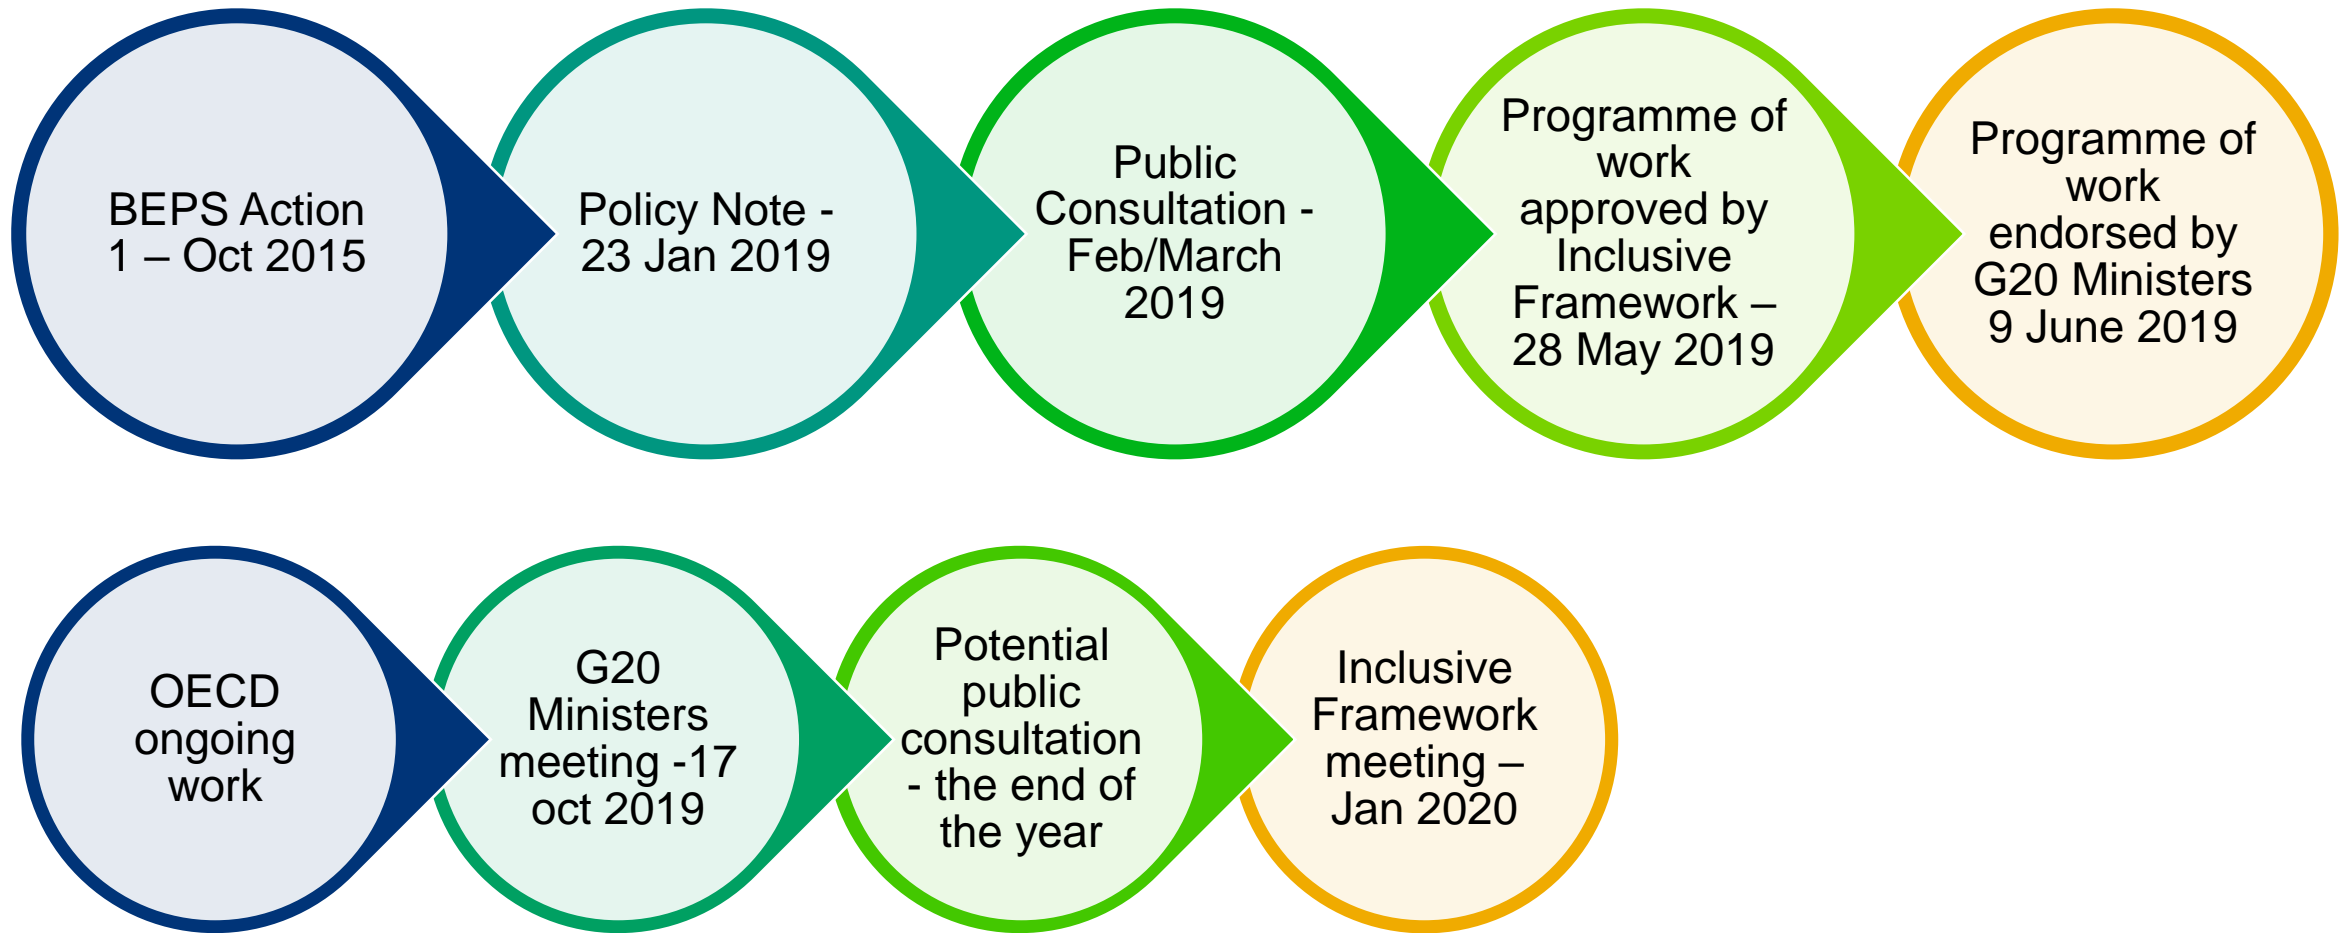 BEPS Action
1 – Oct 2015
Policy Note -
23 Jan 2019
Public
Consultation -
Feb/March
2019
Programme of
work
approved by
Inclusive
Framework –
28 May 2019
Programme of
work
endorsed by
G20 Ministers
9 June 2019
OECD
ongoing
work
G20
Ministers
meeting -17
oct 2019
Potential
public
consultation
- the end of
the year
Inclusive
Framework
meeting –
Jan 2020